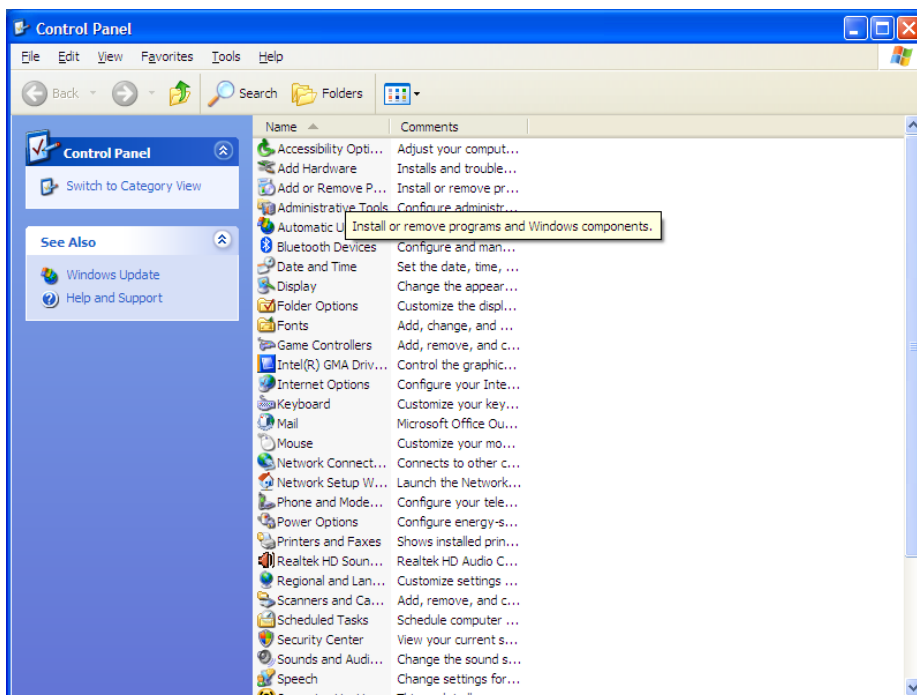 Control Panel
File Edit View Favorites Tools Help
Back Search Folders
Control Panel
Switch to Category View
See Also
Windows Update
Help and Support
Name Comments
Accessibility Opti... Adjust your comput...
Add Hardware Installs and trouble...
Add or Remove P... Install or remove pr...
Administrative Tools Configure administr...
Automatic U
Install or remove programs and Windows components.
Bluetooth Devices Configure and man...
Date and Time Set the date, time, ...
Display Change the appear...
Folder Options Customize the displ...
Fonts Add, change, and ...
Game Controllers Add, remove, and c...
Intel(R) GMA Driv... Control the graphic...
Internet Options Configure your Inte...
Keyboard Customize your key...
Mail Microsoft Office Ou...
Mouse Customize your mo...
Network Connect... Connects to other c...
Network Setup W... Launch the Network...
Phone and Mode... Configure your tele...
Power Options Configure energy-s...
Printers and Faxes Shows installed prin...
Realtek HD Soun... Realtek HD Audio C...
Regional and Lan... Customize settings ...
Scanners and Ca... Add, remove, and c...
Scheduled Tasks Schedule computer ...
Security Center View your current s...
Sounds and Audi... Change the sound s...
Speech Change settings for...